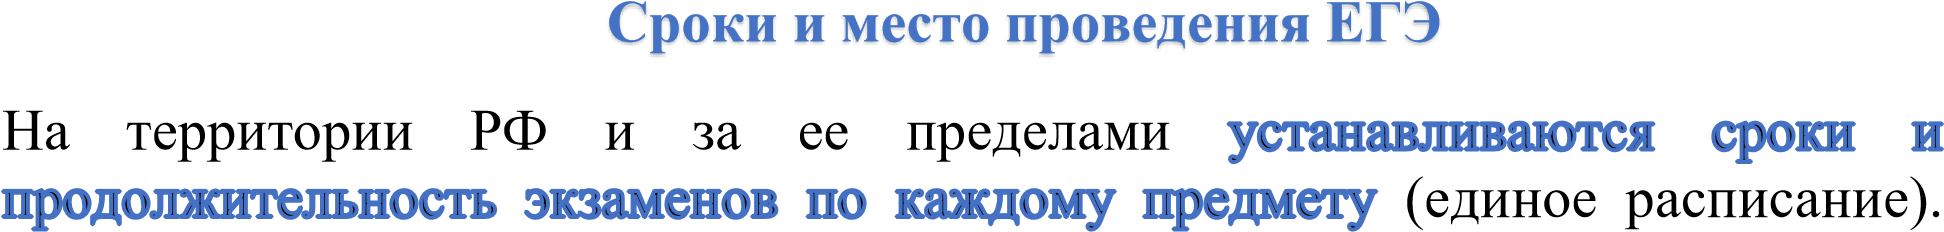 Сроки и место проведения ЕГЭ
На территории РФ и за ее пределами устанавливаются сроки и
продолжительность экзаменов по каждому предмету (единое расписание).